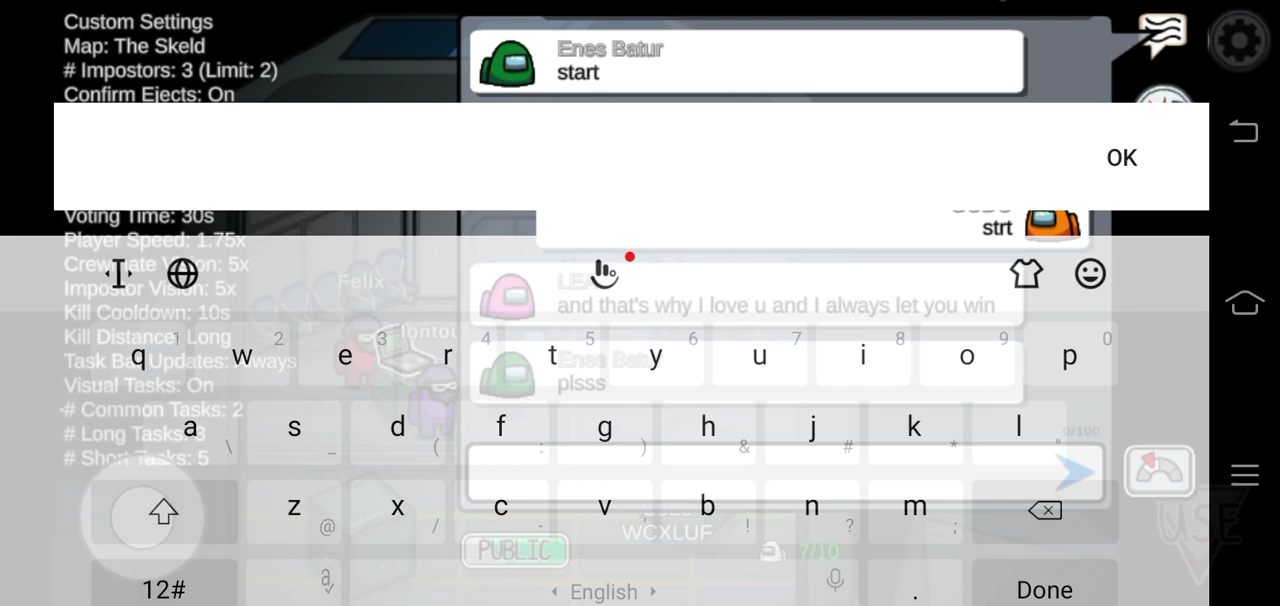 Custom Settings
Map: The Skeld
# Impostors: 3 (Limit: 2)
Confirm Ejects: On
Enes Batur
start
OK
Voting Time: 30s
Player Speed: 1.75x
Crewmate Vision: 5x
Impostor Vision: 5x
Kill Cooldown: 10s
Kill Distance: Long
Task Bar Updates: Always
Visual Tasks: On
# Common Tasks: 2
# Long Tasks: 3
# Short Tasks: 5
strt
Felix
and that's why I love u and I always let you win
Enes Batur
plsss
0/100
WCXLUF
PUBLIC
7/10
USE
1 2 3 4 5 6 7 8 9 0
q w e r t y u i o p
a s d f g h j k l
\ _ ( : ) & # * "
z x c v b n m
@ / - ' ! ? ;
12# English . Done